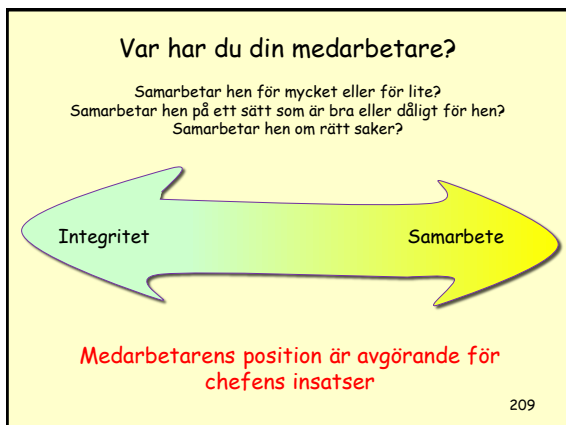 Var har du din medarbetare?
Samarbetar hen för mycket eller för lite?
Samarbetar hen på ett sätt som är bra eller dåligt för hen?
Samarbetar hen om rätt saker?
Integritet
Samarbete
Medarbetarens position är avgörande för
chefens insatser
209